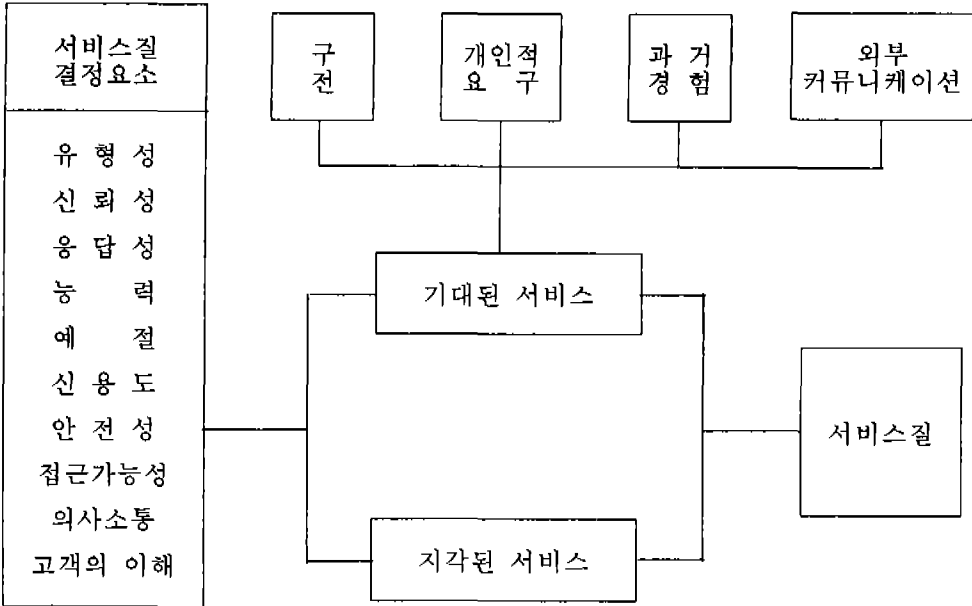 서비스질
결정요소
유 형 성
신 뢰 성
응 답 성
능 력
예 절
신 용 도
안 전 성
접근가능성
의사소통
고객의 이해
구
전
개인적
요 구
과 거
경 험
외부
커뮤니케이션
기대된 서비스
지각된 서비스
서비스질